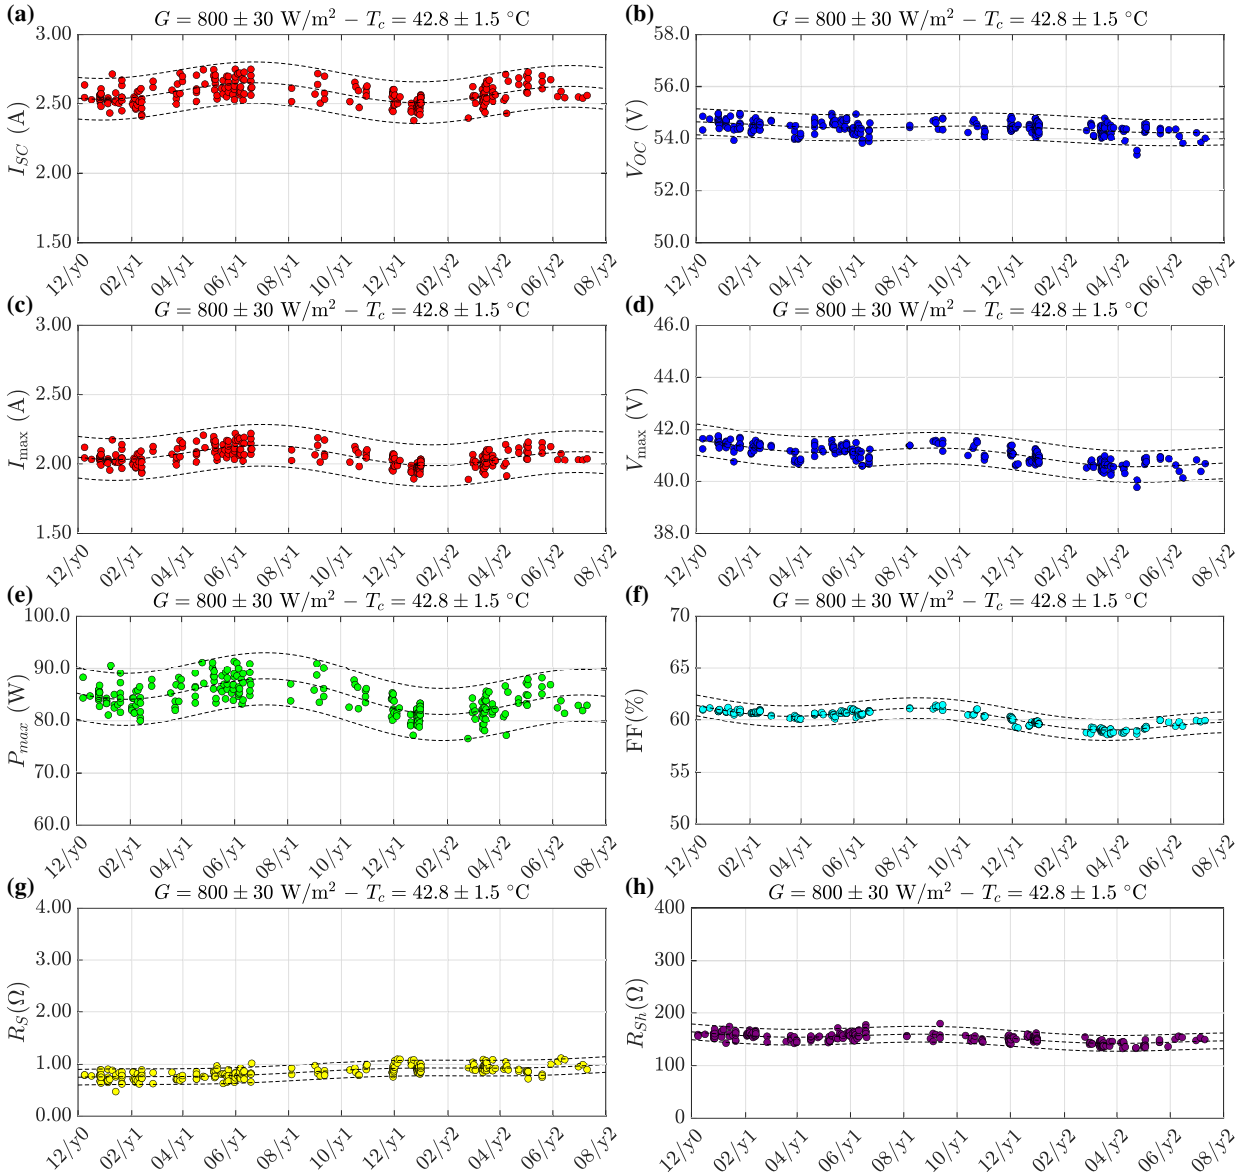 (a) G = 800 ± 30 W/m² − T_c = 42.8 ± 1.5 °C
3.00
2.50
2.00
1.50
I_SC (A)
12/y0 02/y1 04/y1 06/y1 08/y1 10/y1 12/y1 02/y2 04/y2 06/y2 08/y2
(b) G = 800 ± 30 W/m² − T_c = 42.8 ± 1.5 °C
58.0
56.0
54.0
52.0
50.0
V_OC (V)
12/y0 02/y1 04/y1 06/y1 08/y1 10/y1 12/y1 02/y2 04/y2 06/y2 08/y2
(c) G = 800 ± 30 W/m² − T_c = 42.8 ± 1.5 °C
3.00
2.50
2.00
1.50
I_max (A)
12/y0 02/y1 04/y1 06/y1 08/y1 10/y1 12/y1 02/y2 04/y2 06/y2 08/y2
(d) G = 800 ± 30 W/m² − T_c = 42.8 ± 1.5 °C
46.0
44.0
42.0
40.0
38.0
V_max (V)
12/y0 02/y1 04/y1 06/y1 08/y1 10/y1 12/y1 02/y2 04/y2 06/y2 08/y2
(e) G = 800 ± 30 W/m² − T_c = 42.8 ± 1.5 °C
100.0
90.0
80.0
70.0
60.0
P_max (W)
12/y0 02/y1 04/y1 06/y1 08/y1 10/y1 12/y1 02/y2 04/y2 06/y2 08/y2
(f) G = 800 ± 30 W/m² − T_c = 42.8 ± 1.5 °C
70
65
60
55
50
FF(%)
12/y0 02/y1 04/y1 06/y1 08/y1 10/y1 12/y1 02/y2 04/y2 06/y2 08/y2
(g) G = 800 ± 30 W/m² − T_c = 42.8 ± 1.5 °C
4.00
3.00
2.00
1.00
0.00
R_S(Ω)
12/y0 02/y1 04/y1 06/y1 08/y1 10/y1 12/y1 02/y2 04/y2 06/y2 08/y2
(h) G = 800 ± 30 W/m² − T_c = 42.8 ± 1.5 °C
400
300
200
100
0
R_Sh(Ω)
12/y0 02/y1 04/y1 06/y1 08/y1 10/y1 12/y1 02/y2 04/y2 06/y2 08/y2